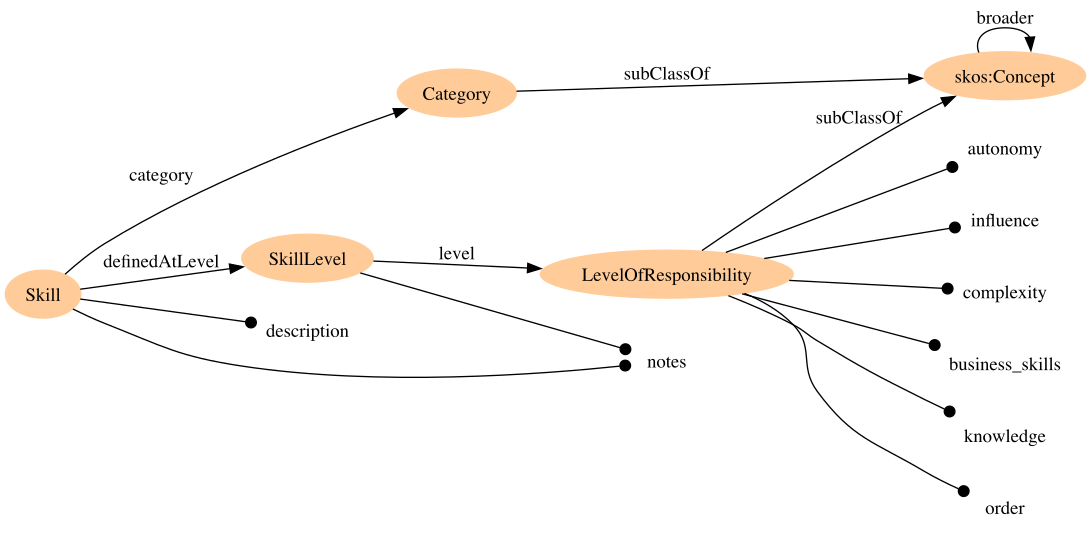 broader
skos:Concept
subClassOf
Category
subClassOf
autonomy
category
influence
level
SkillLevel
definedAtLevel
LevelOfResponsibility
Skill
complexity
description
notes
business_skills
knowledge
order